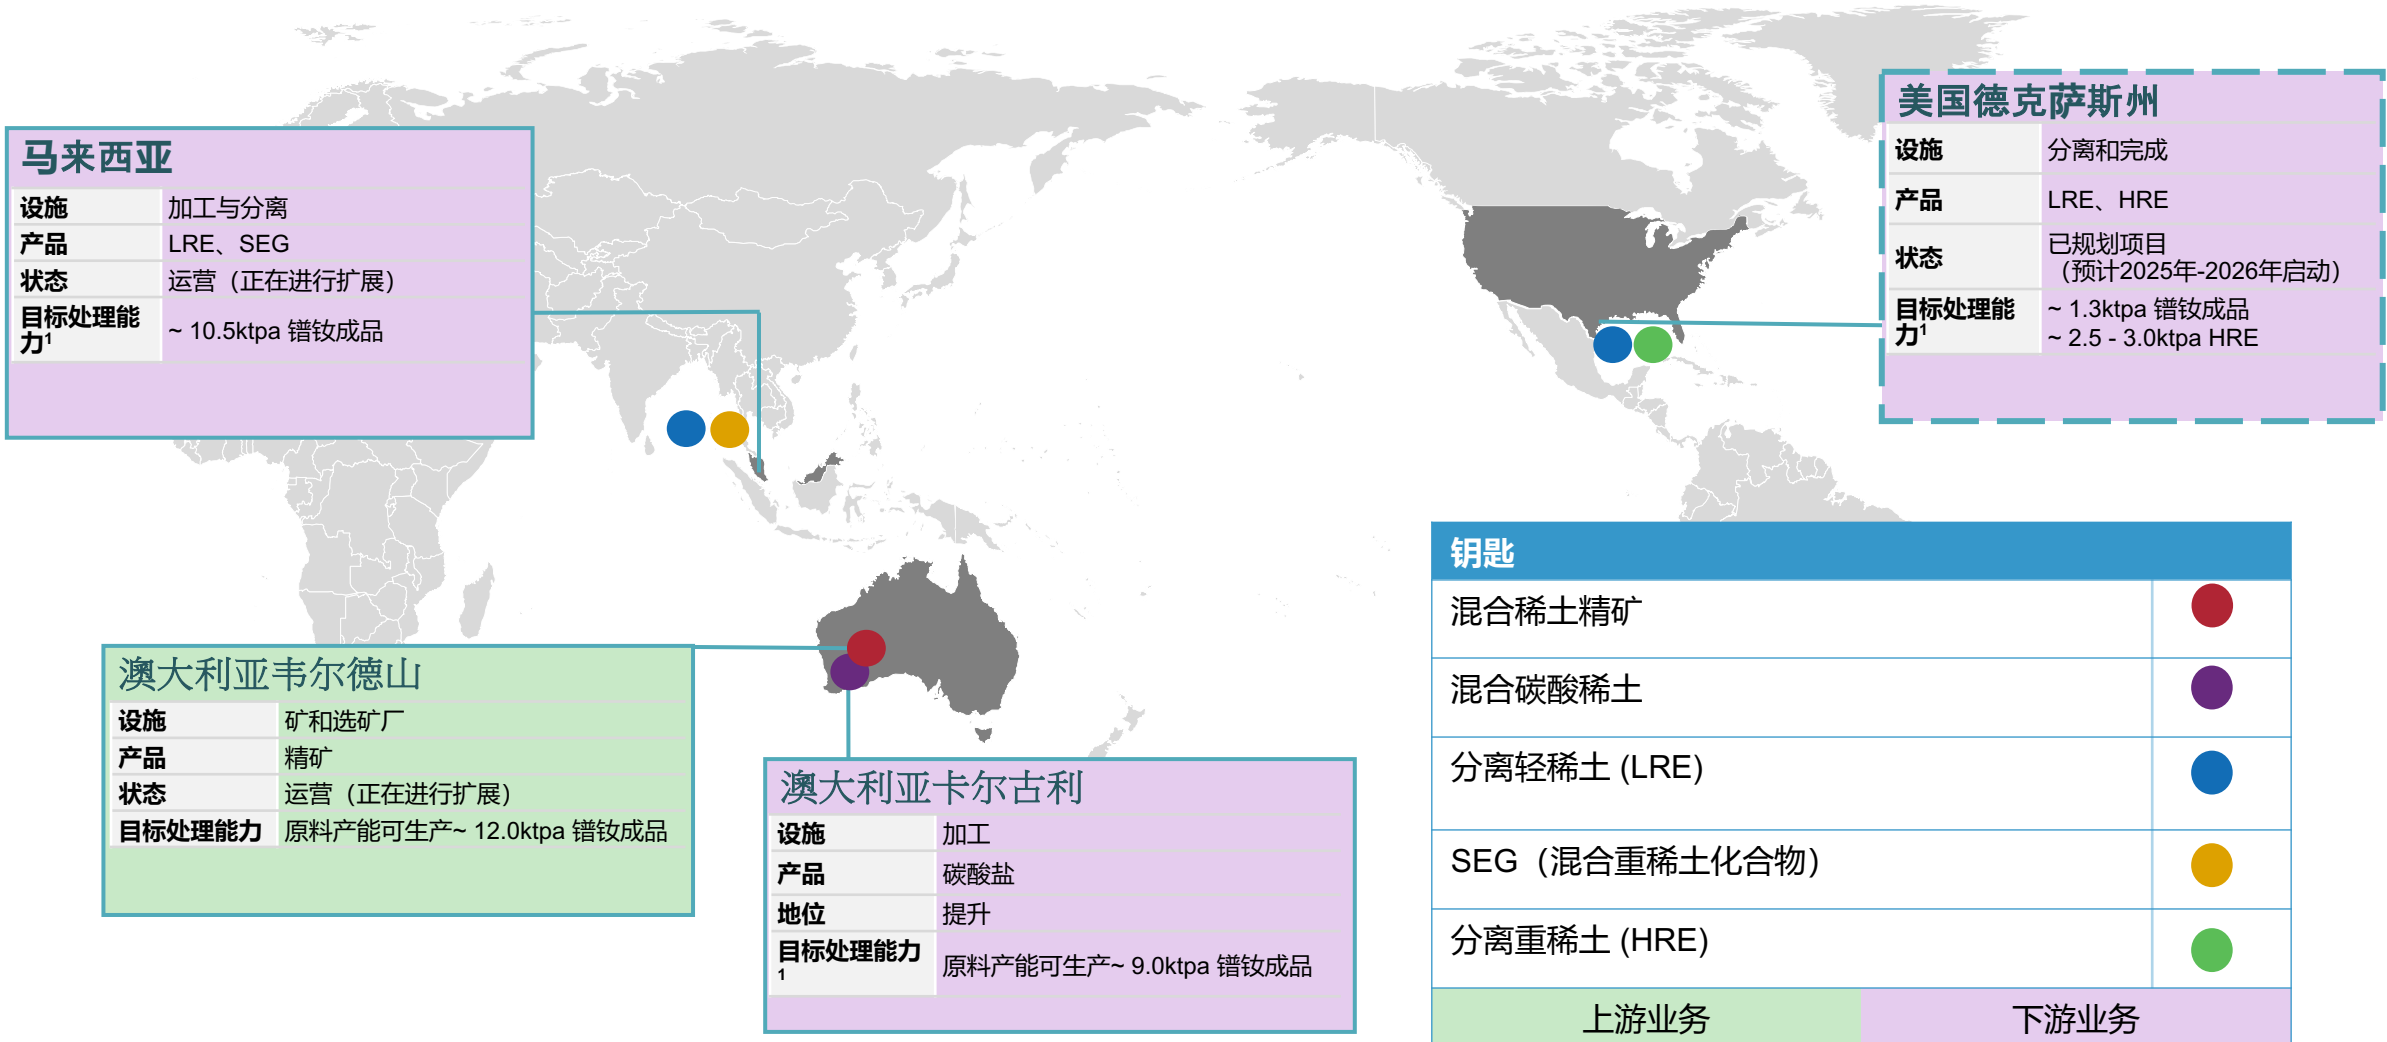 马来西亚
设施 加工与分离
产品 LRE、SEG
状态 运营（正在进行扩展）
目标处理能
力¹
~ 10.5ktpa 镨钕成品
美国德克萨斯州
设施 分离和完成
产品 LRE、HRE
状态
已规划项目
（预计2025年-2026年启动）
目标处理能
力¹
~ 1.3ktpa 镨钕成品
~ 2.5 - 3.0ktpa HRE
澳大利亚韦尔德山
设施 矿和选矿厂
产品 精矿
状态 运营（正在进行扩展）
目标处理能力 原料产能可生产~ 12.0ktpa 镨钕成品
澳大利亚卡尔古利
设施 加工
产品 碳酸盐
地位 提升
目标处理能力
1
原料产能可生产~ 9.0ktpa 镨钕成品
钥匙
混合稀土精矿
混合碳酸稀土
分离轻稀土 (LRE)
SEG（混合重稀土化合物）
分离重稀土 (HRE)
上游业务 下游业务